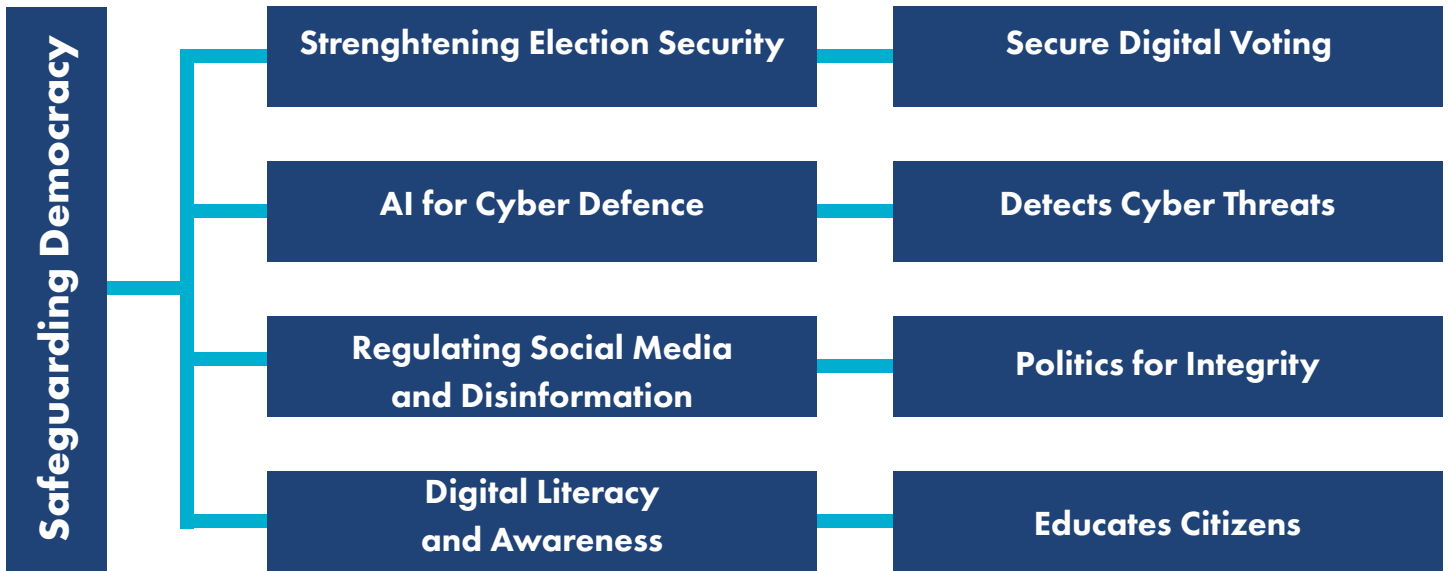 Safeguarding Democracy
Strenghtening Election Security
Secure Digital Voting
AI for Cyber Defence
Detects Cyber Threats
Regulating Social Media
and Disinformation
Politics for Integrity
Digital Literacy
and Awareness
Educates Citizens